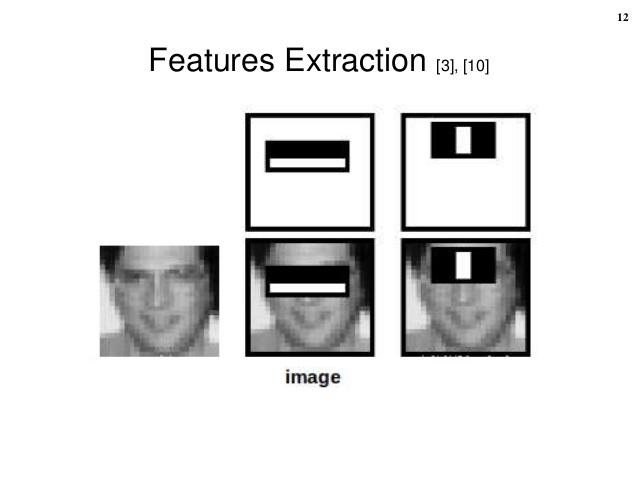 12
Features Extraction [3], [10]
image